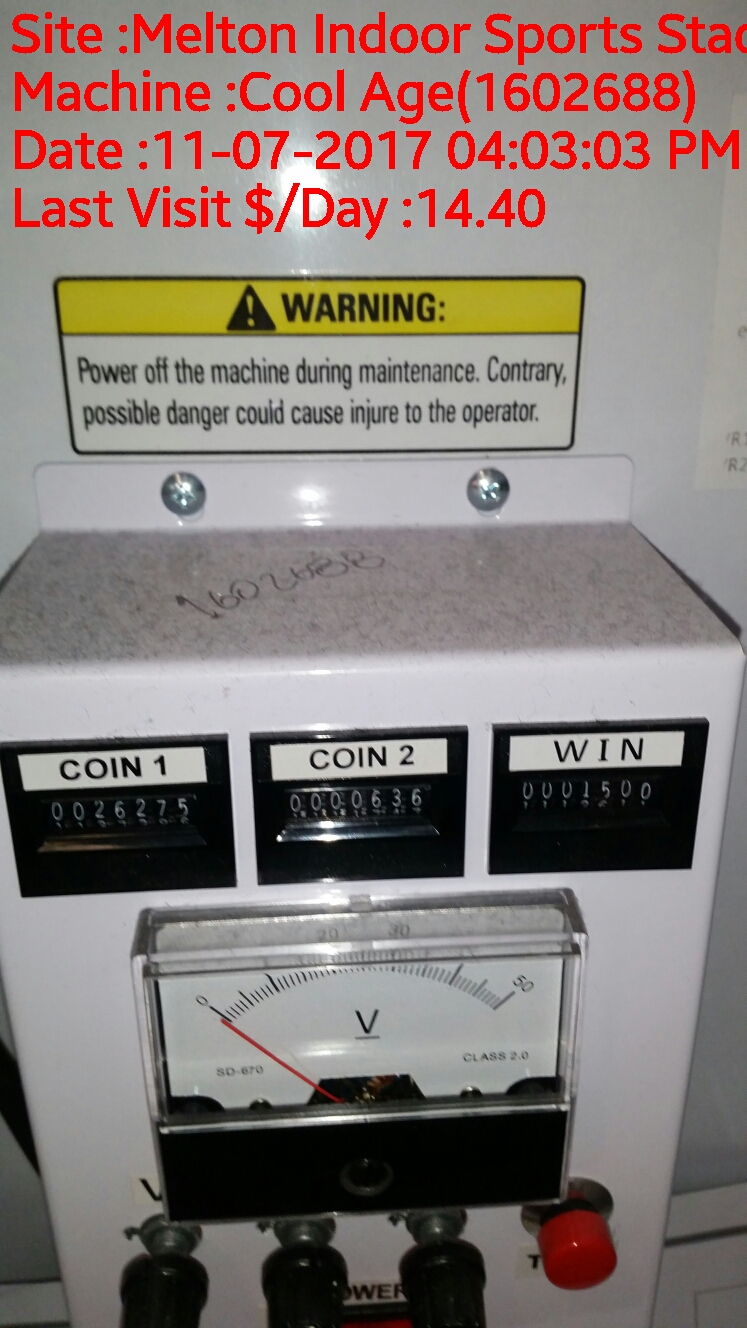 Site :Melton Indoor Sports Stad
Machine :Cool Age(1602688)
Date :11-07-2017 04:03:03 PM
Last Visit $/Day :14.40
WARNING:
Power off the machine during maintenance. Contrary,
possible danger could cause injure to the operator.
1602688
COIN 1
COIN 2
WIN
0026275
0000636
0001500
20 30
0 50
V
SD-670
CLASS 2.0